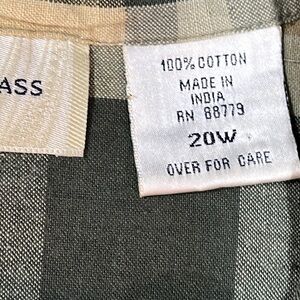 ASS
100% COTTON
MADE IN
INDIA
RN 88779
20W
OVER FOR CARE